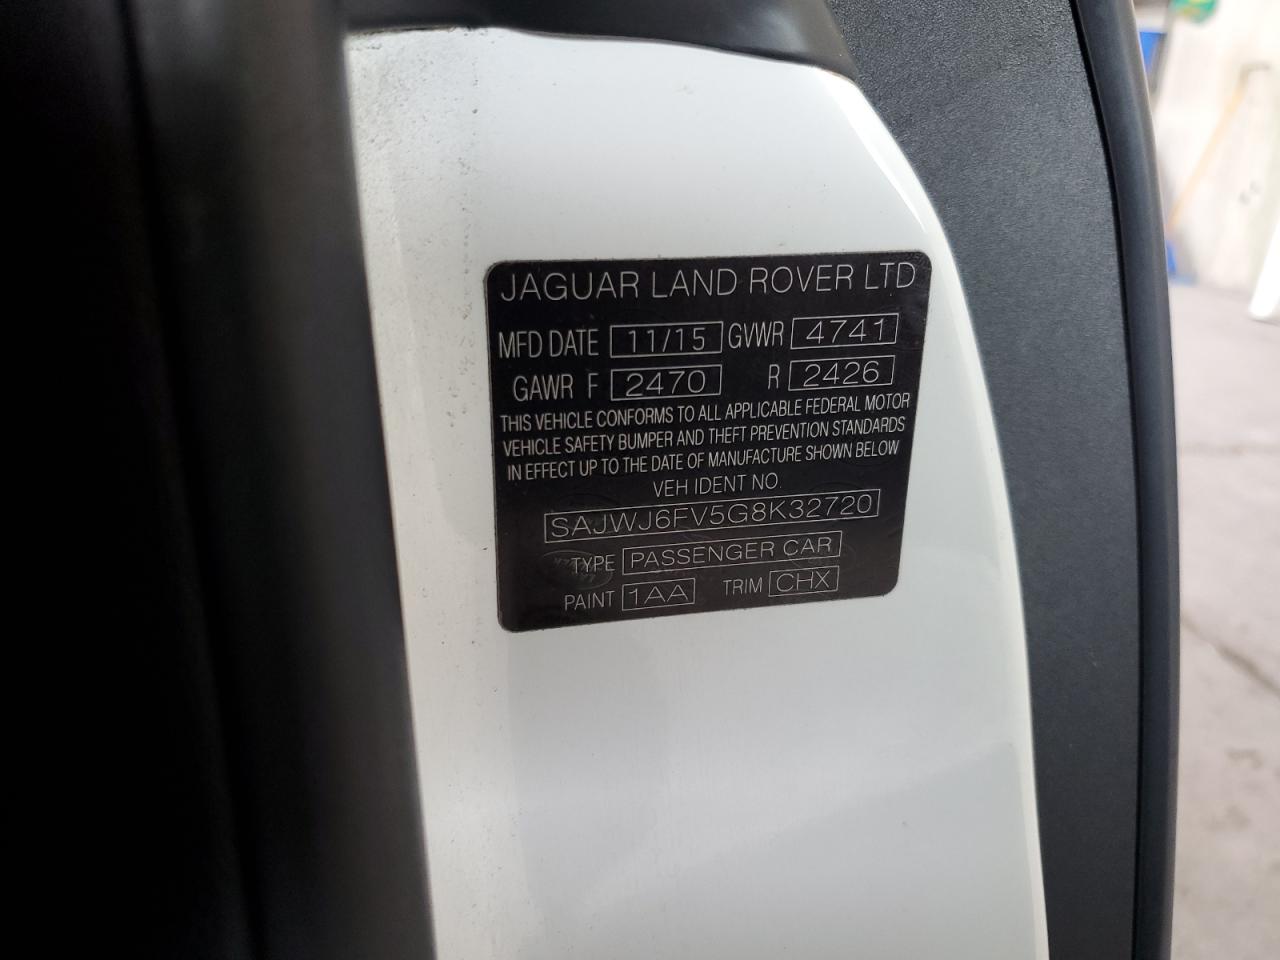 JAGUAR LAND ROVER LTD
MFD DATE 11/15 GVWR 4741
GAWR F 2470 R 2426
THIS VEHICLE CONFORMS TO ALL APPLICABLE FEDERAL MOTOR
VEHICLE SAFETY BUMPER AND THEFT PREVENTION STANDARDS
IN EFFECT UP TO THE DATE OF MANUFACTURE SHOWN BELOW
VEH IDENT NO.
SAJWJ6FV5G8K32720
TYPE PASSENGER CAR
PAINT 1AA TRIM CHX